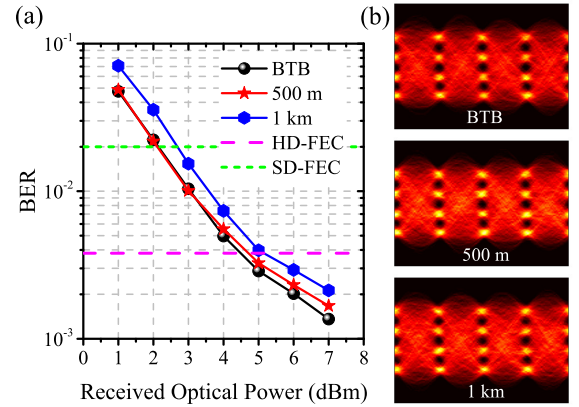 (a)
(b)
BER
10⁻¹
10⁻²
10⁻³
BTB
500 m
1 km
HD-FEC
SD-FEC
0 1 2 3 4 5 6 7 8
Received Optical Power (dBm)
BTB
500 m
1 km